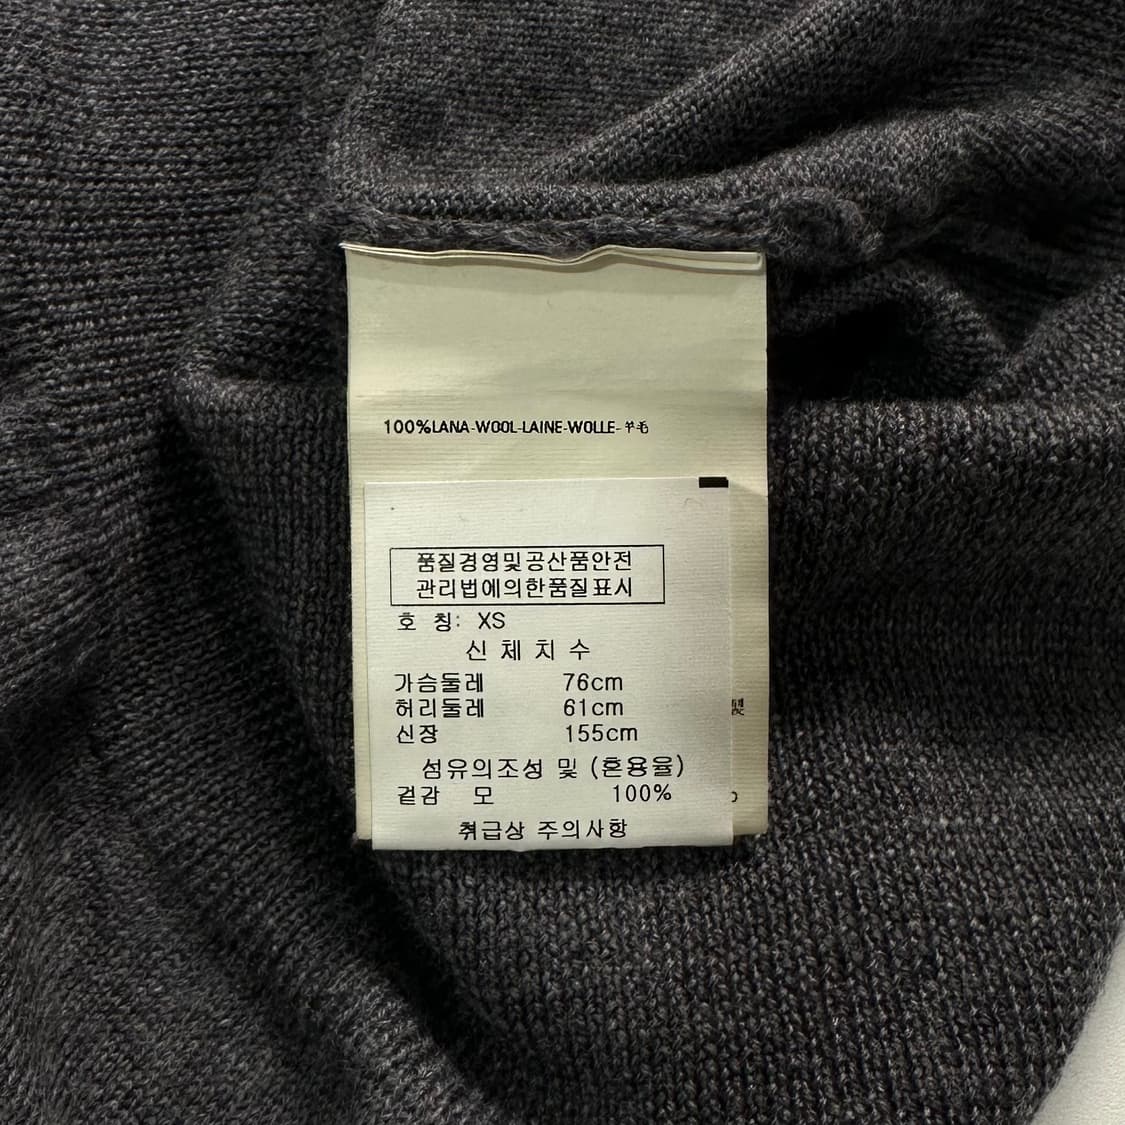 100%LANA-WOOL-LAINE-WOLLE-羊毛
품질경영및공산품안전
관리법에의한품질표시
호 칭: XS
신 체 치 수
가슴둘레 76cm
허리둘레 61cm
신장 155cm
製
섬유의조성 및 (혼용율)
겉감 모 100%
취급상 주의사항